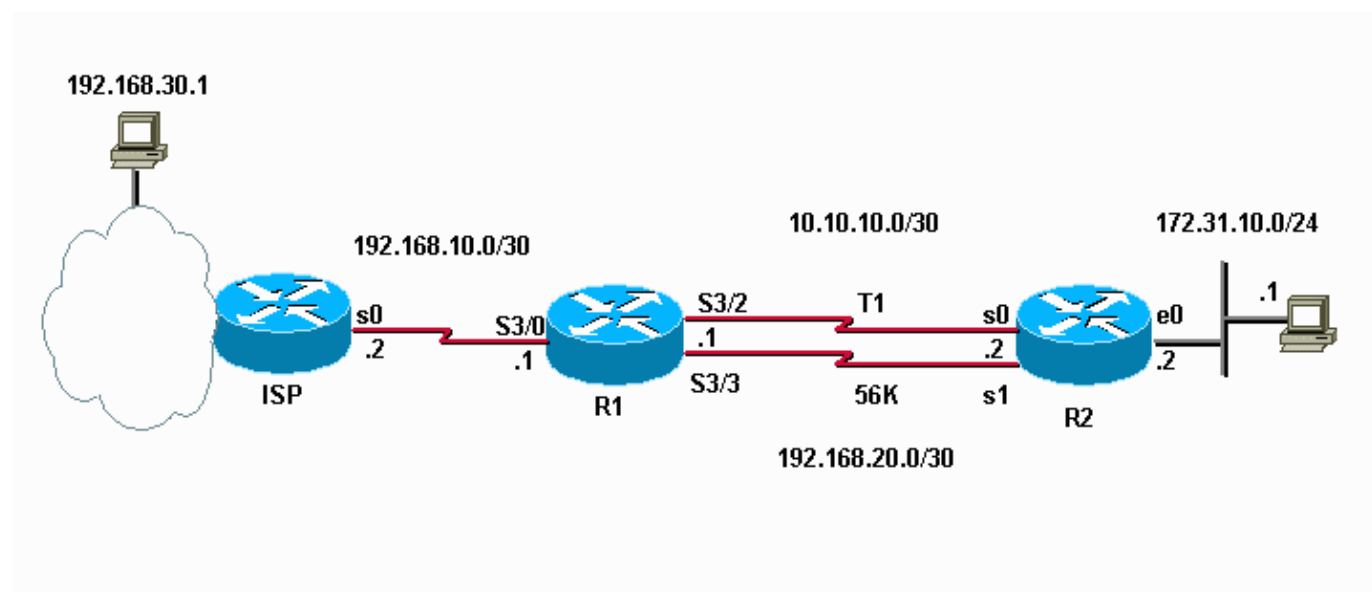 192.168.30.1
192.168.10.0/30
10.10.10.0/30
172.31.10.0/24
s0
.2
ISP
S3/0
.1
R1
S3/2
.1
S3/3
T1
56K
192.168.20.0/30
s0
.2
s1
R2
e0
.2
.1